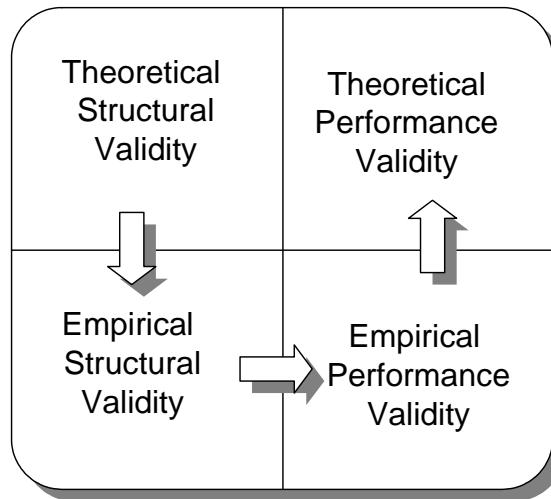 Theoretical
Structural
Validity
Theoretical
Performance
Validity
Empirical
Structural
Validity
Empirical
Performance
Validity